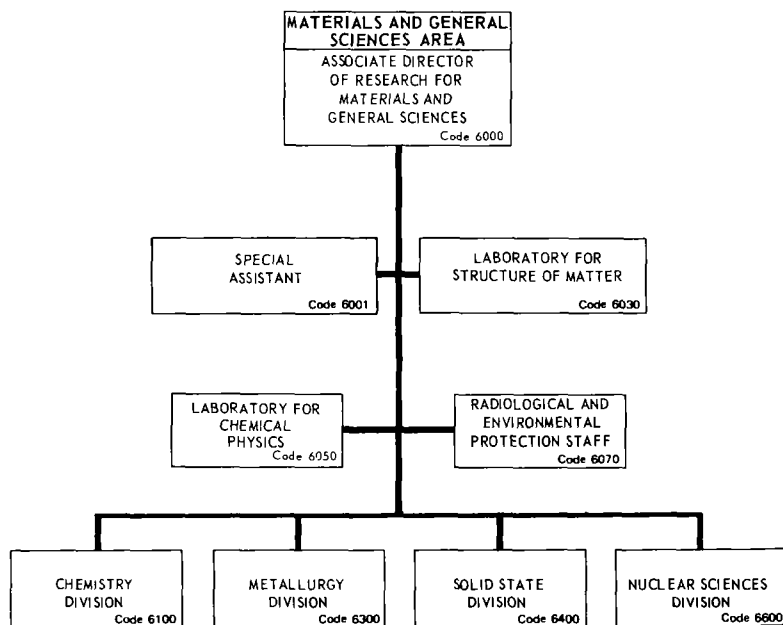 MATERIALS AND GENERAL
SCIENCES AREA
ASSOCIATE DIRECTOR
OF RESEARCH FOR
MATERIALS AND
GENERAL SCIENCES
Code 6000
SPECIAL
ASSISTANT
Code 6001
LABORATORY FOR
STRUCTURE OF MATTER
Code 6030
LABORATORY FOR
CHEMICAL
PHYSICS
Code 6050
RADIOLOGICAL AND
ENVIRONMENTAL
PROTECTION STAFF
Code 6070
CHEMISTRY
DIVISION
Code 6100
METALLURGY
DIVISION
Code 6300
SOLID STATE
DIVISION
Code 6400
NUCLEAR SCIENCES
DIVISION
Code 6600